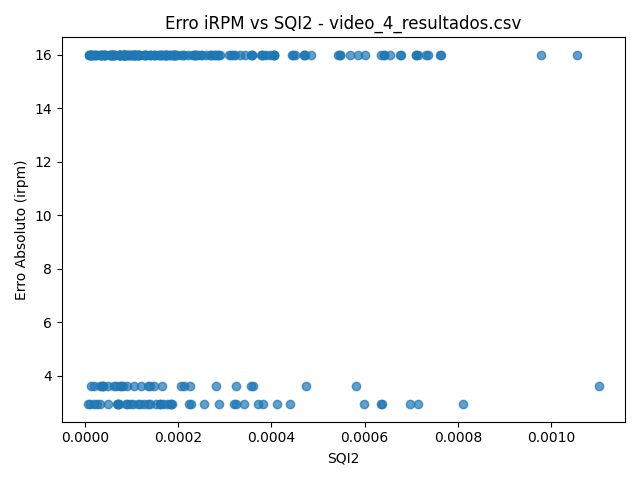 Erro iRPM vs SQI2 - video_4_resultados.csv
Erro Absoluto (irpm)
16
14
12
10
8
6
4
0.0000 0.0002 0.0004 0.0006 0.0008 0.0010
SQI2